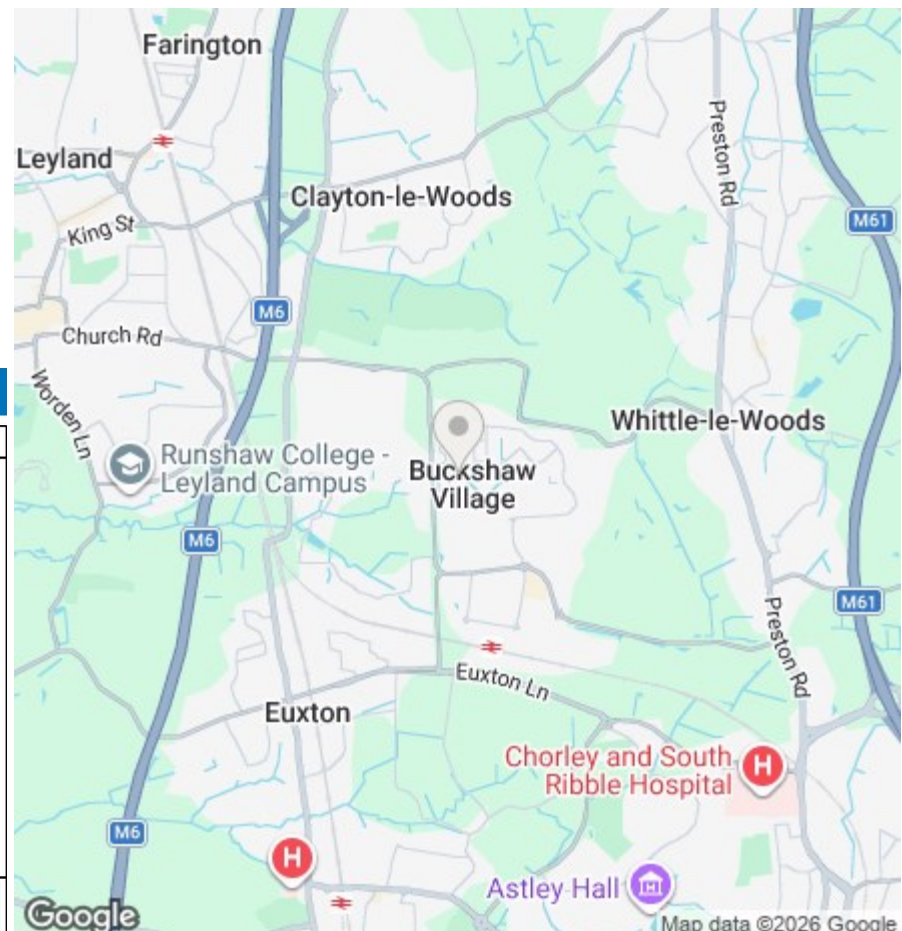 Farington
Leyland
Preston Rd
Clayton-le-Woods
King St
M61
M6
Church Rd
Worden Ln
Whittle-le-Woods
Runshaw College -
Leyland Campus
Buckshaw
Village
M6
M61
Preston Rd
Euxton Ln
Euxton
Chorley and South
Ribble Hospital
H
M6
H
Astley Hall
Google
Map data ©2026 Google